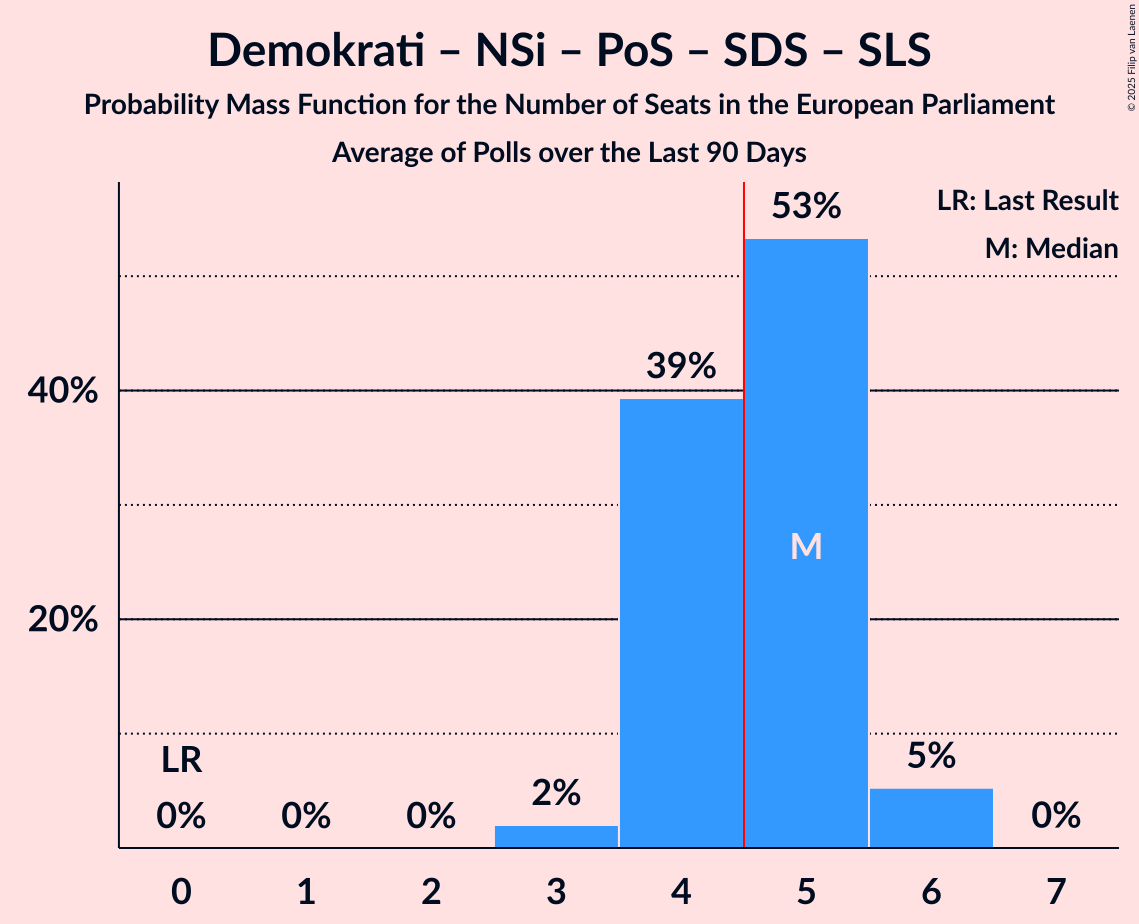 Demokrati – NSi – PoS – SDS – SLS
Probability Mass Function for the Number of Seats in the European Parliament
Average of Polls over the Last 90 Days
© 2025 Filip van Laenen
LR: Last Result
M: Median
53%
39%
40%
M
20%
LR
5%
2%
0% 0% 0% 0%
0 1 2 3 4 5 6 7